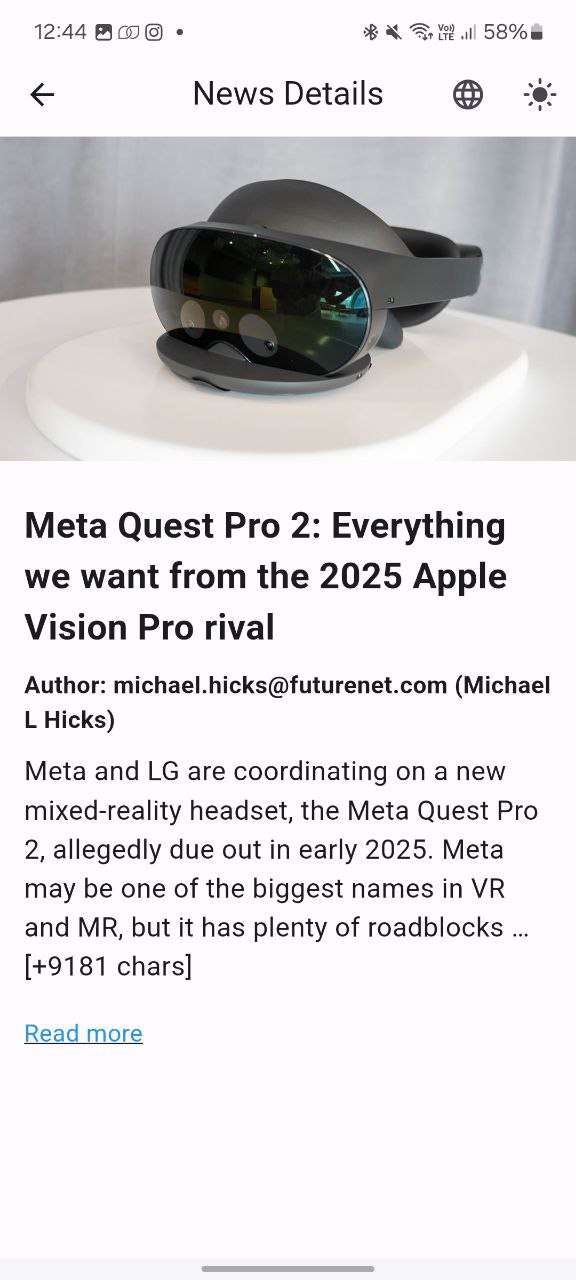 12:44
Vo)) LTE 58%
News Details
Meta Quest Pro 2: Everything
we want from the 2025 Apple
Vision Pro rival
Author: michael.hicks@futurenet.com (Michael
L Hicks)
Meta and LG are coordinating on a new
mixed-reality headset, the Meta Quest Pro
2, allegedly due out in early 2025. Meta
may be one of the biggest names in VR
and MR, but it has plenty of roadblocks …
[+9181 chars]
Read more